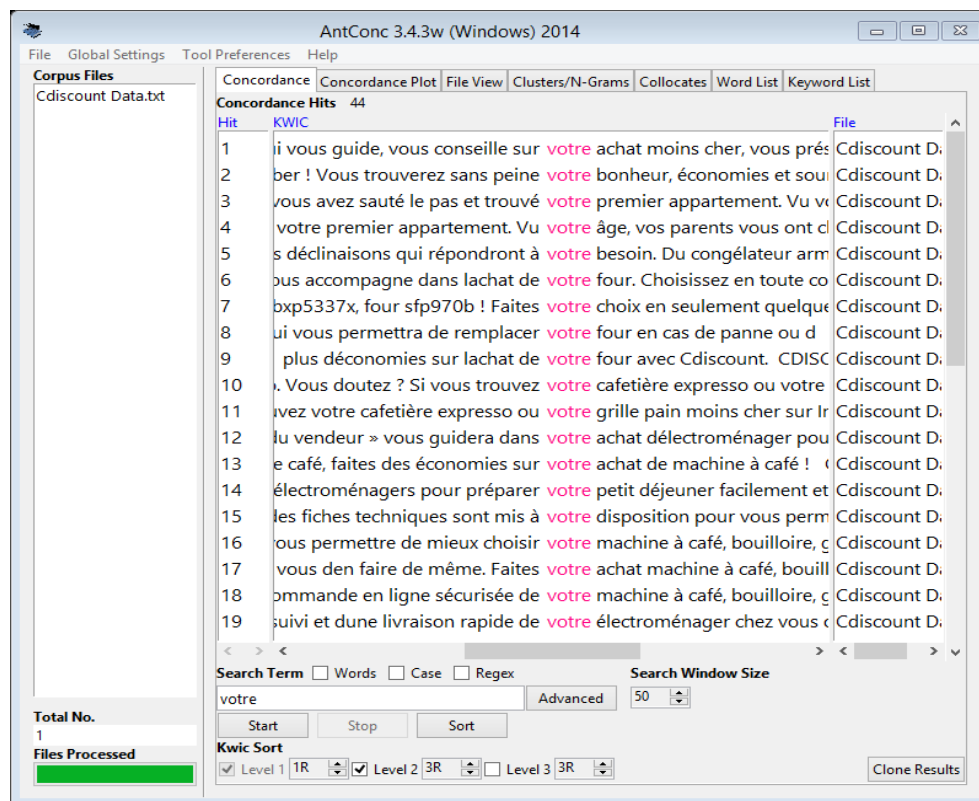 AntConc 3.4.3w (Windows) 2014
File Global Settings Tool Preferences Help
Corpus Files
Cdiscount Data.txt
Concordance Concordance Plot File View Clusters/N-Grams Collocates Word List Keyword List
Concordance Hits 44
Hit KWIC File
1 ui vous guide, vous conseille sur votre achat moins cher, vous prés Cdiscount Da
2 ber ! Vous trouverez sans peine votre bonheur, économies et sou Cdiscount Da
3 vous avez sauté le pas et trouvé votre premier appartement. Vu vo Cdiscount Da
4 votre premier appartement. Vu votre âge, vos parents vous ont cl Cdiscount Da
5 s déclinaisons qui répondront à votre besoin. Du congélateur arm Cdiscount Da
6 ous accompagne dans lachat de votre four. Choisissez en toute co Cdiscount Da
7 bxp5337x, four sfp970b ! Faites votre choix en seulement quelque Cdiscount Da
8 ui vous permettra de remplacer votre four en cas de panne ou d Cdiscount Da
9 plus déconomies sur lachat de votre four avec Cdiscount. CDISC Cdiscount Da
10 . Vous doutez ? Si vous trouvez votre cafetière expresso ou votre Cdiscount Da
11 uvez votre cafetière expresso ou votre grille pain moins cher sur Ir Cdiscount Da
12 du vendeur » vous guidera dans votre achat délectroménager pou Cdiscount Da
13 e café, faites des économies sur votre achat de machine à café ! Cdiscount Da
14 électroménagers pour préparer votre petit déjeuner facilement et Cdiscount Da
15 des fiches techniques sont mis à votre disposition pour vous perm Cdiscount Da
16 vous permettre de mieux choisir votre machine à café, bouilloire, g Cdiscount Da
17 vous den faire de même. Faites votre achat machine à café, bouill Cdiscount Da
18 ommande en ligne sécurisée de votre machine à café, bouilloire, g Cdiscount Da
19 suivi et dune livraison rapide de votre électroménager chez vous Cdiscount Da
Search Term Words Case Regex Search Window Size
votre Advanced 50
Start Stop Sort
Total No.
1
Files Processed
Kwic Sort
Level 1 1R Level 2 3R Level 3 3R Clone Results